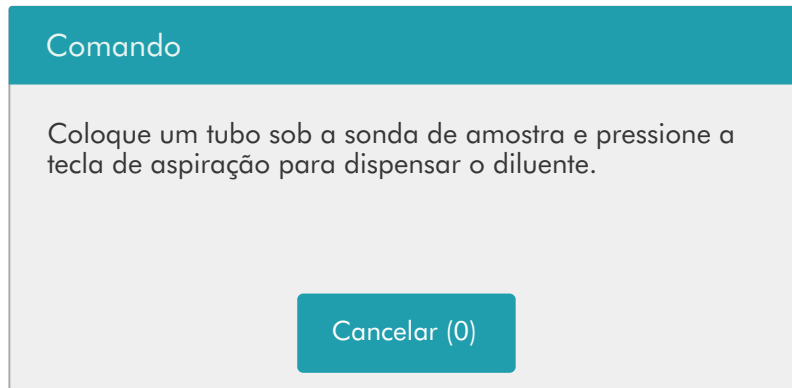 Comando
Coloque um tubo sob a sonda de amostra e pressione a
tecla de aspiração para dispensar o diluente.
Cancelar (0)